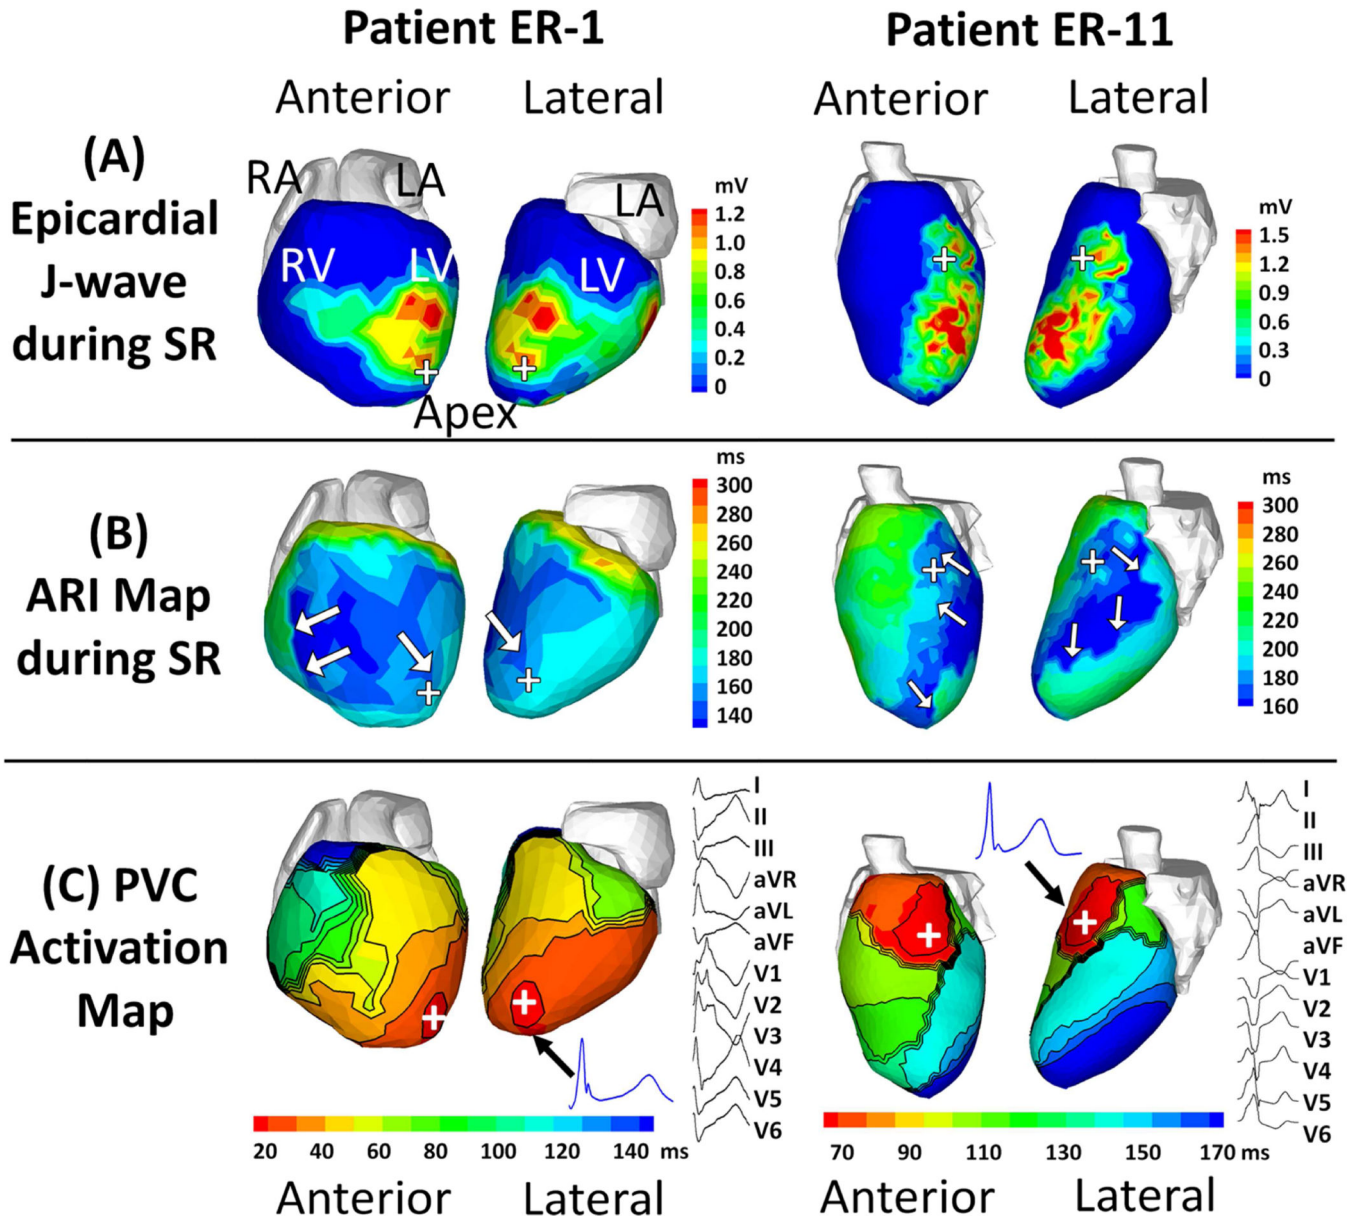 Patient ER-1
Patient ER-11
Anterior
Lateral
Anterior
Lateral
(A)
Epicardial
J-wave
during SR
RA
LA
LA
RV
LV
LV
Apex
mV
1.2
1.0
0.8
0.6
0.4
0.2
0
mV
1.5
1.2
0.9
0.6
0.3
0
(B)
ARI Map
during SR
ms
300
280
260
240
220
200
180
160
140
ms
300
280
260
240
220
200
180
160
(C) PVC
Activation
Map
I
II
III
aVR
aVL
aVF
V1
V2
V3
V4
V5
V6
I
II
III
aVR
aVL
aVF
V1
V2
V3
V4
V5
V6
20 40 60 80 100 120 140 ms
70 90 110 130 150 170 ms
Anterior
Lateral
Anterior
Lateral